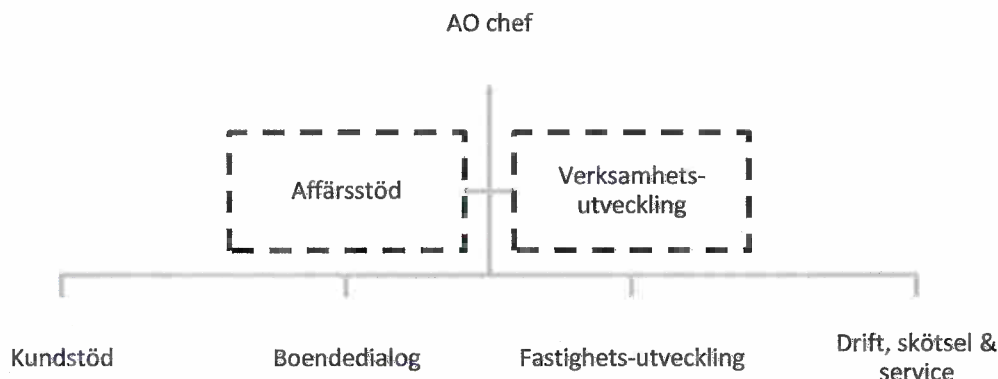 AO chef
Affärsstöd
Verksamhets-
utveckling
Kundstöd
Boendedialog
Fastighets-utveckling
Drift, skötsel &
service